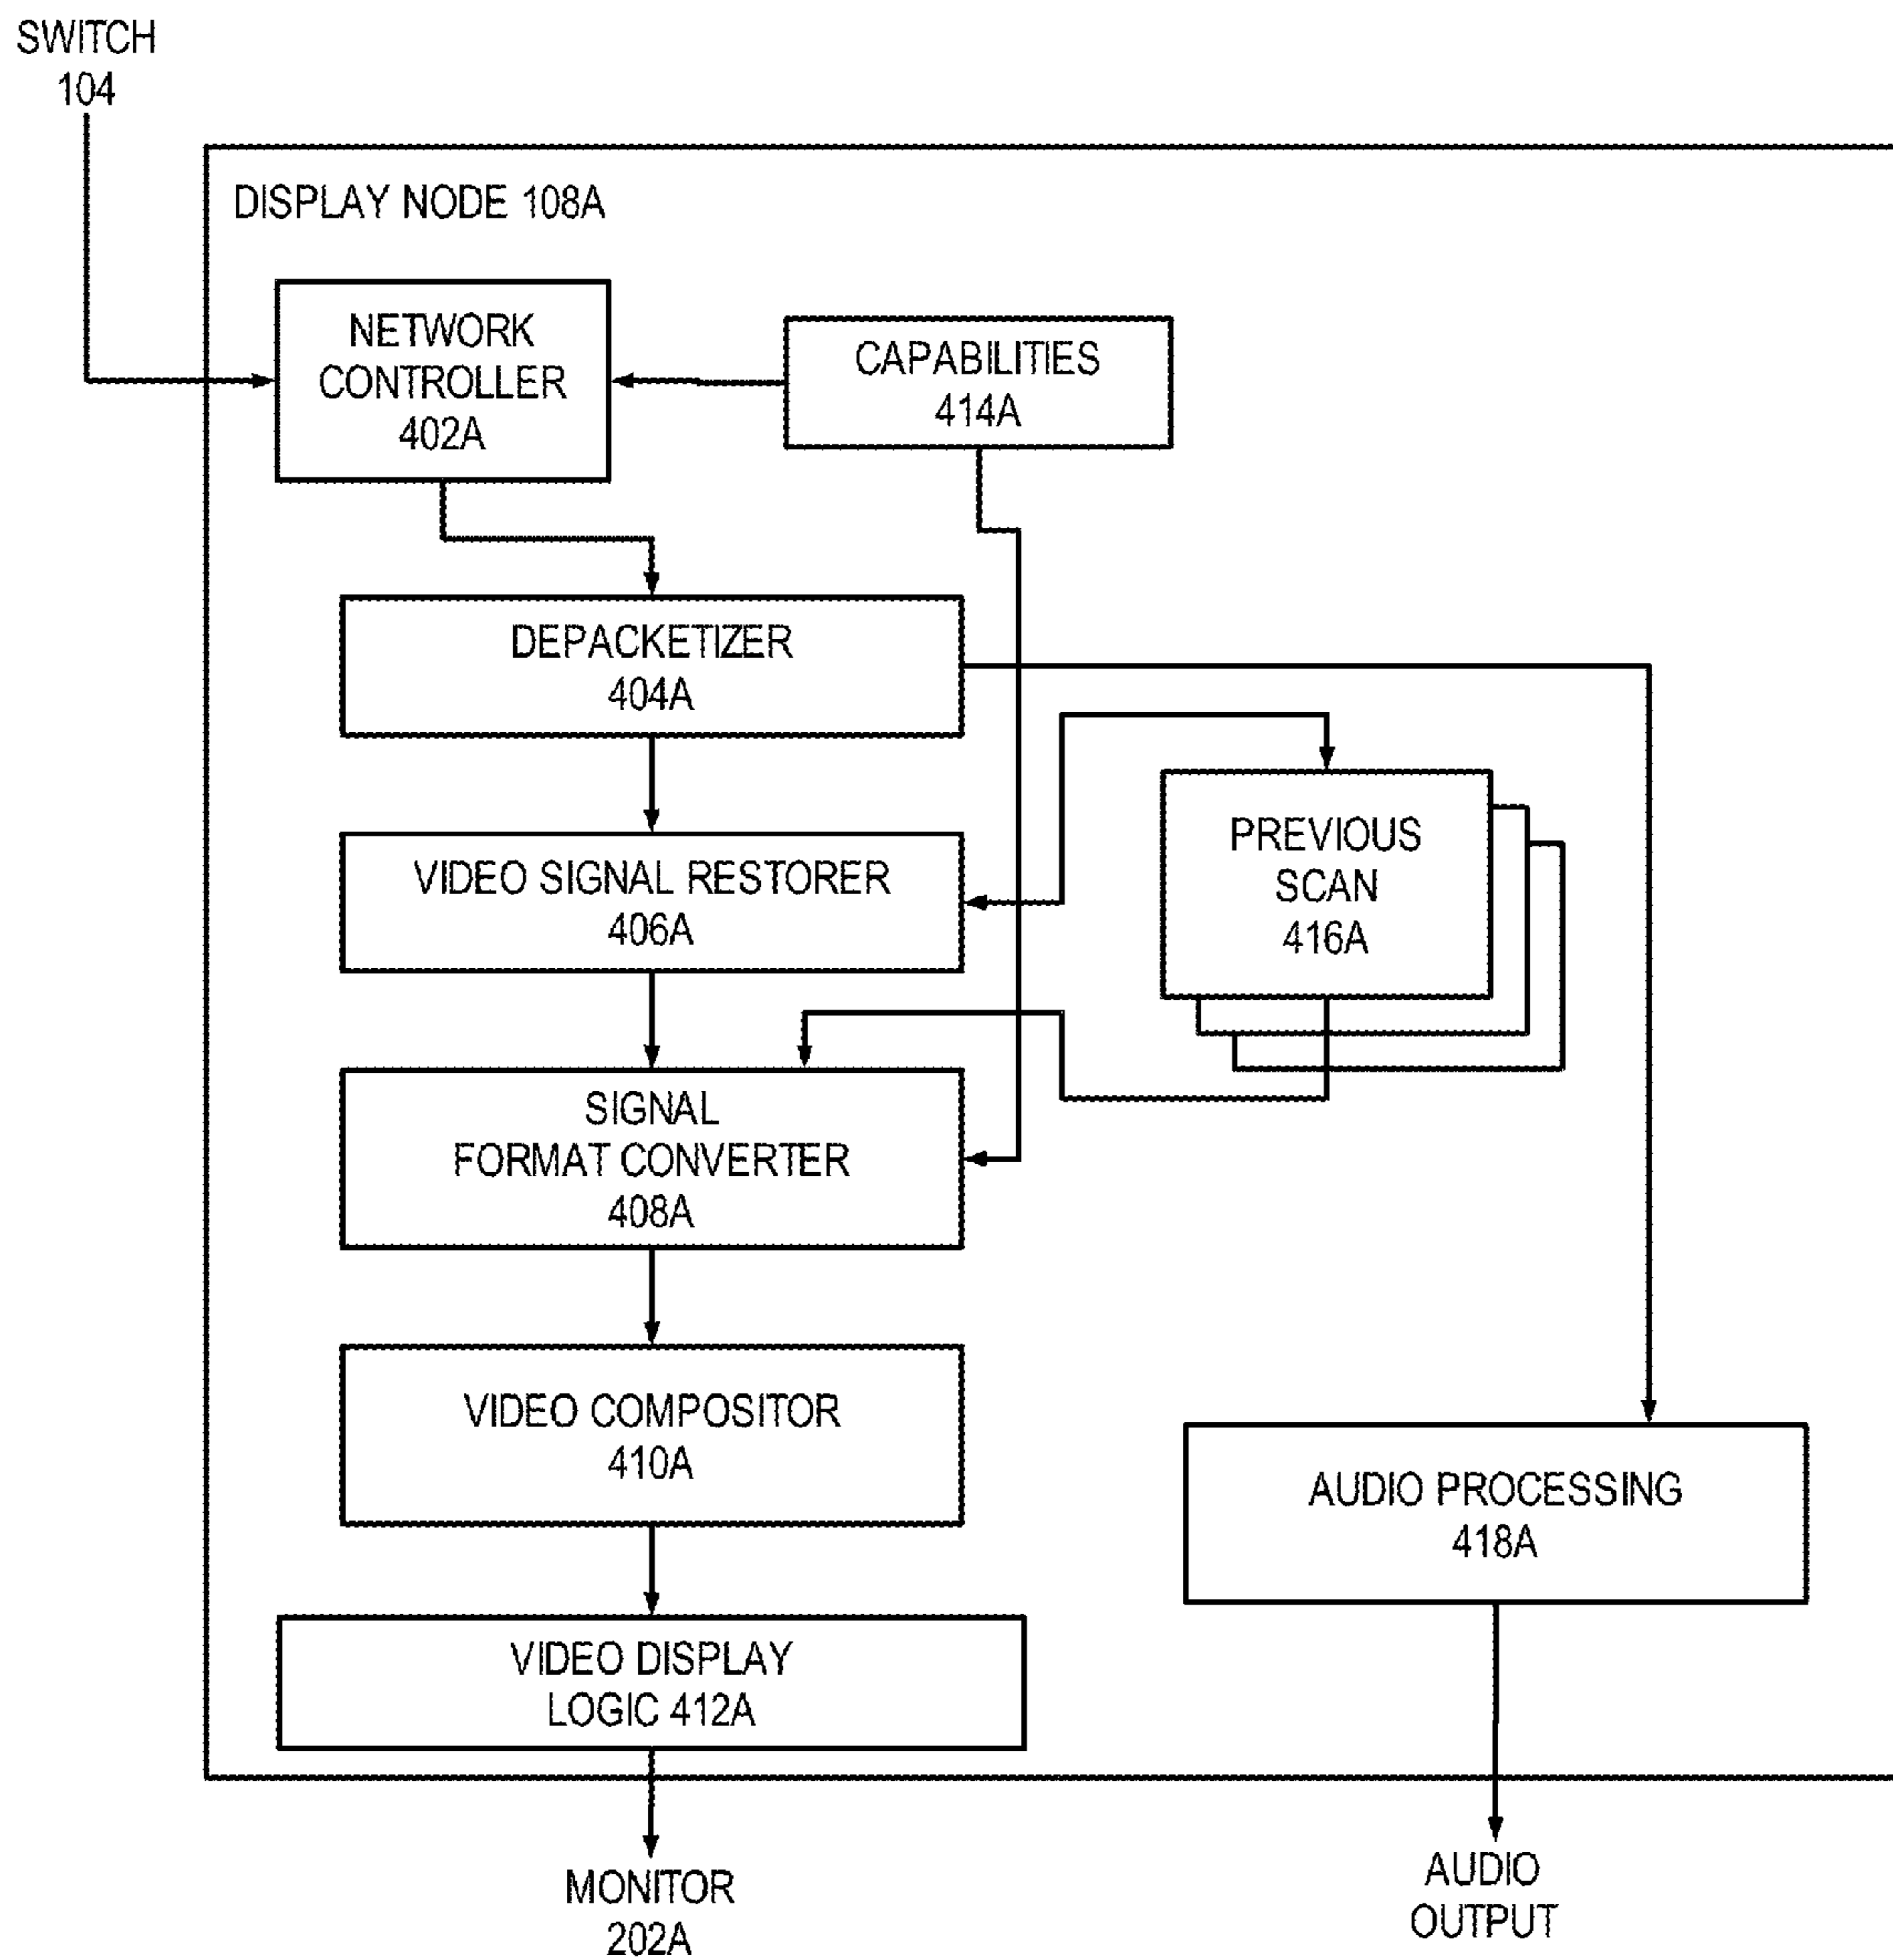 SWITCH
104
DISPLAY NODE 108A
NETWORK
CONTROLLER
402A
CAPABILITIES
414A
DEPACKETIZER
404A
VIDEO SIGNAL RESTORER
406A
PREVIOUS
SCAN
416A
SIGNAL
FORMAT CONVERTER
408A
VIDEO COMPOSITOR
410A
AUDIO PROCESSING
418A
VIDEO DISPLAY
LOGIC 412A
MONITOR
202A
AUDIO
OUTPUT